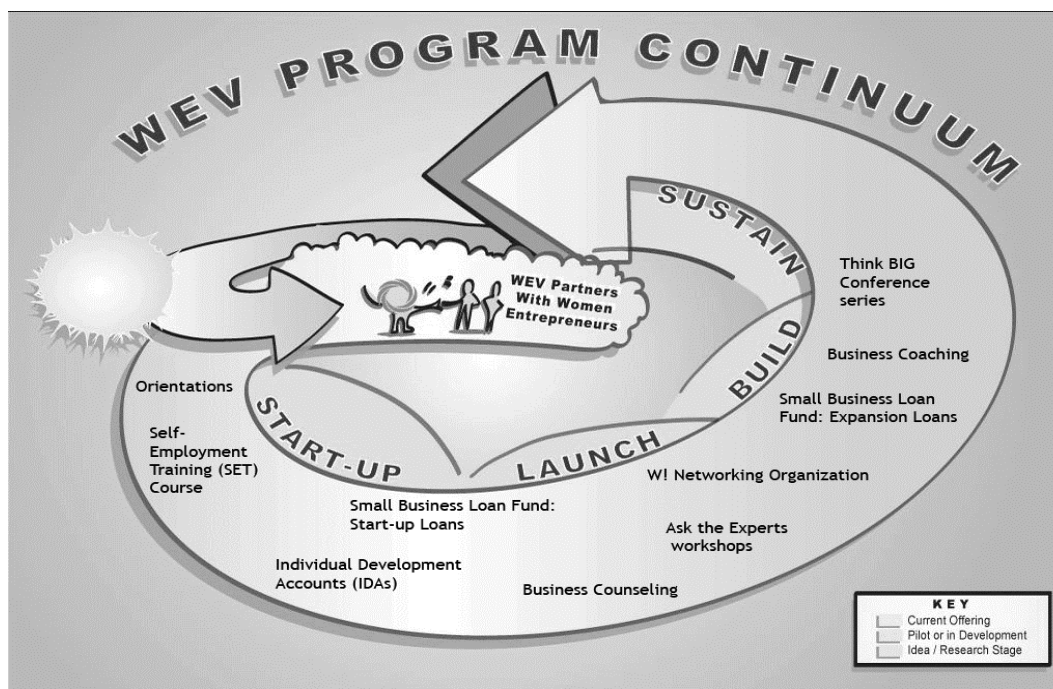 WEV PROGRAM CONTINUUM
WEV Partners
With Women
Entrepreneurs
SUSTAIN
BUILD
LAUNCH
START-UP
Orientations
Self-
Employment
Training (SET)
Course
Small Business Loan Fund:
Start-up Loans
Individual Development
Accounts (IDAs)
Business Counseling
Ask the Experts
workshops
W! Networking Organization
Small Business Loan
Fund: Expansion Loans
Business Coaching
Think BIG
Conference
series
KEY
Current Offering
Pilot or in Development
Idea / Research Stage